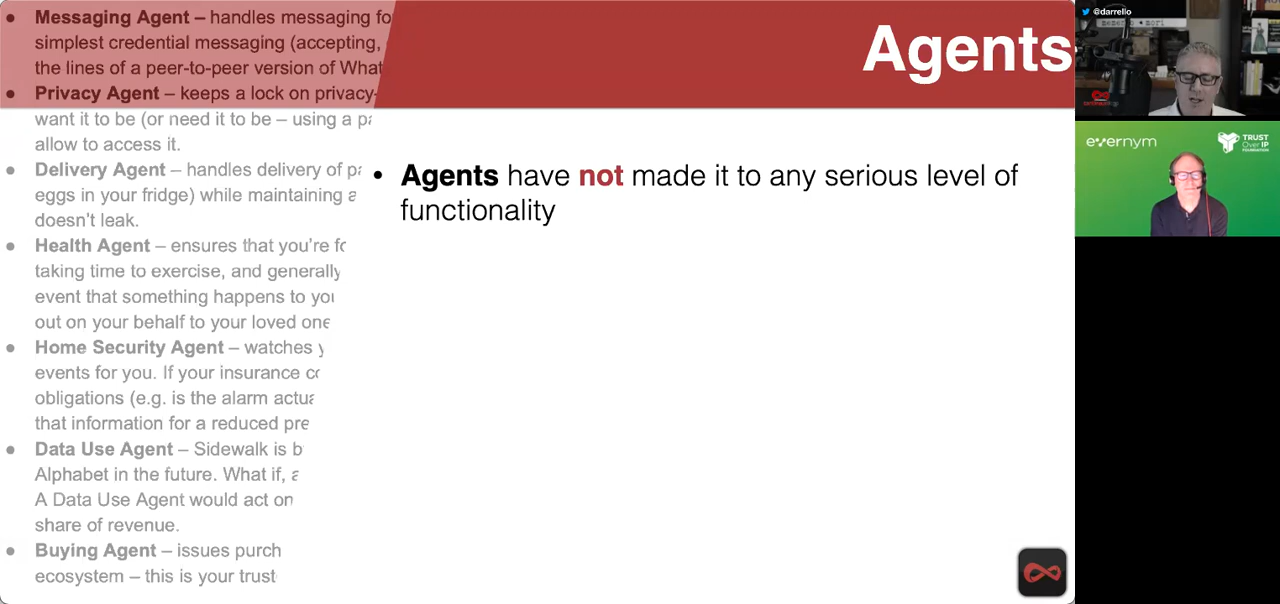 Agents
Messaging Agent – handles messaging fo
simplest credential messaging (accepting,
the lines of a peer-to-peer version of What
Privacy Agent – keeps a lock on privacy-
want it to be (or need it to be – using a pa
allow to access it.
Delivery Agent – handles delivery of pa
eggs in your fridge) while maintaining a
doesn't leak.
Health Agent – ensures that you're fo
taking time to exercise, and generally
event that something happens to you
out on your behalf to your loved one
Home Security Agent – watches y
events for you. If your insurance co
obligations (e.g. is the alarm actua
that information for a reduced pre
Data Use Agent – Sidewalk is b
Alphabet in the future. What if, a
A Data Use Agent would act on
share of revenue.
Buying Agent – issues purch
ecosystem – this is your trust
Agents have not made it to any serious level of
functionality
@darrello
evernym
TRUST
Over IP
FOUNDATION